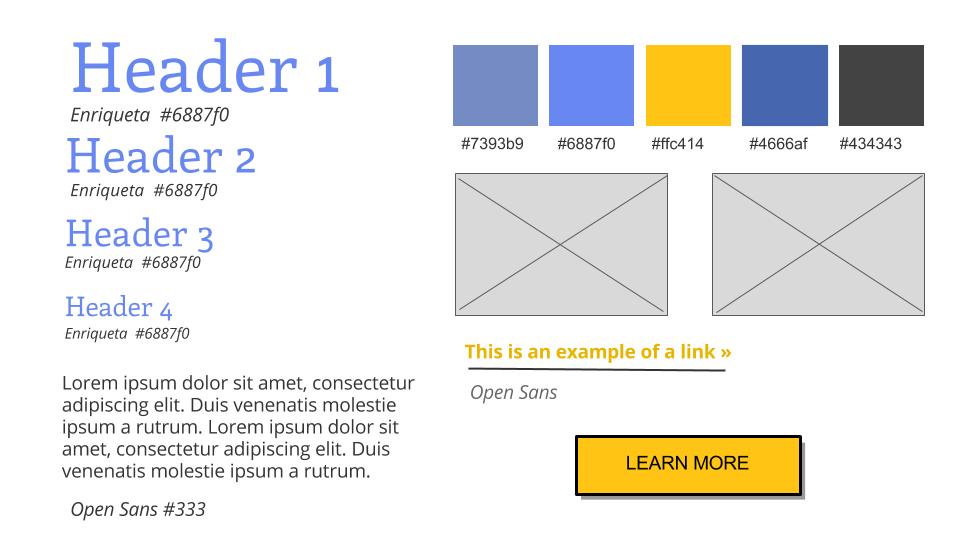 Header 1
Enriqueta  #6887f0
Header 2
Enriqueta  #6887f0
Header 3
Enriqueta  #6887f0
Header 4
Enriqueta  #6887f0
Lorem ipsum dolor sit amet, consectetur
adipiscing elit. Duis venenatis molestie
ipsum a rutrum. Lorem ipsum dolor sit
amet, consectetur adipiscing elit. Duis
venenatis molestie ipsum a rutrum.
Open Sans #333
#7393b9 #6887f0 #ffc414 #4666af #434343
This is an example of a link »
Open Sans
LEARN MORE